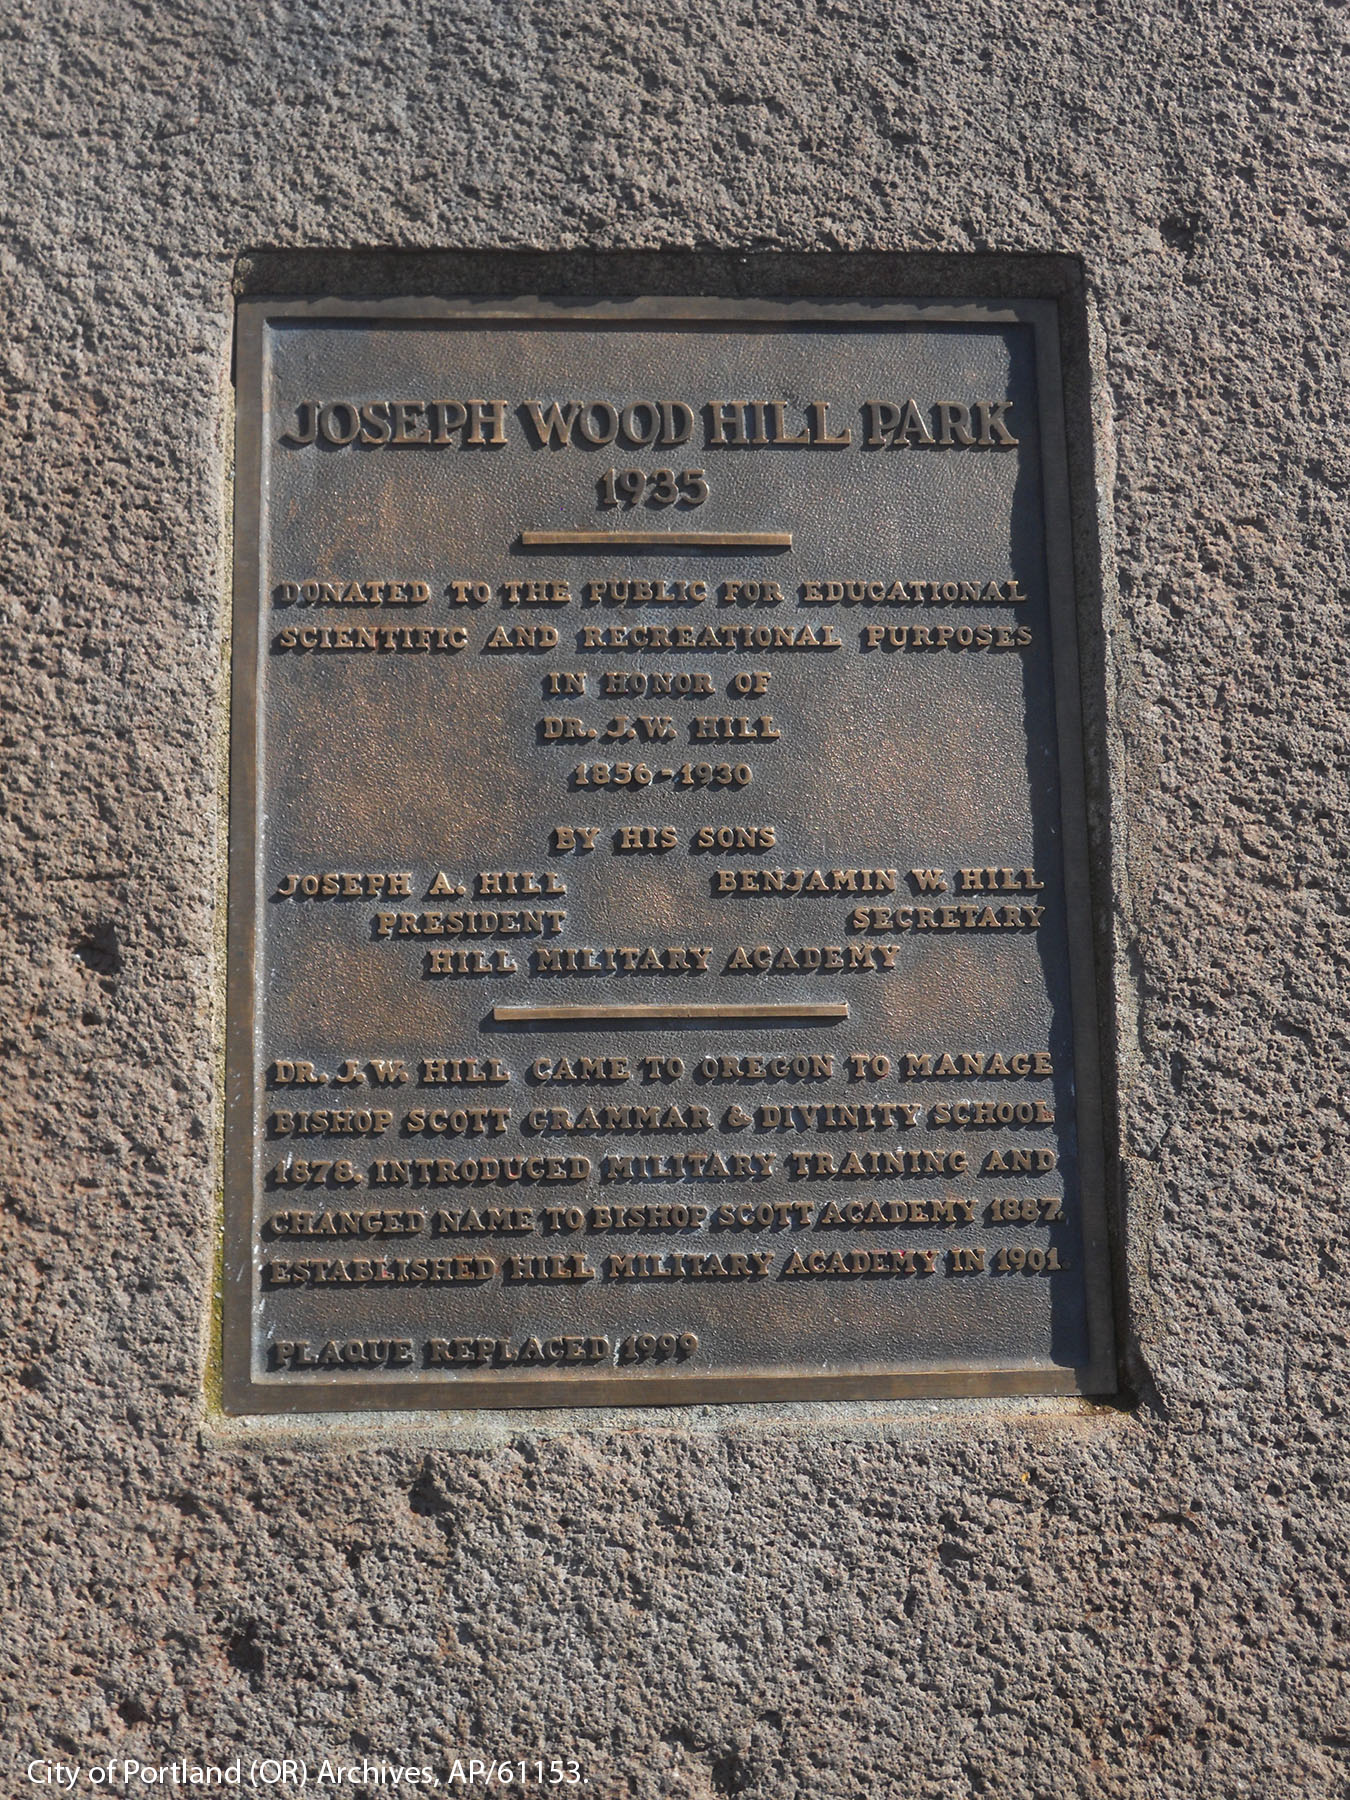 JOSEPH WOOD HILL PARK
1935
DONATED TO THE PUBLIC FOR EDUCATIONAL
SCIENTIFIC AND RECREATIONAL PURPOSES
IN HONOR OF
DR. J.W. HILL
1856-1930
BY HIS SONS
JOSEPH A. HILL BENJAMIN W. HILL
PRESIDENT SECRETARY
HILL MILITARY ACADEMY
DR. J.W. HILL CAME TO OREGON TO MANAGE
BISHOP SCOTT GRAMMAR & DIVINITY SCHOOL
1878. INTRODUCED MILITARY TRAINING AND
CHANGED NAME TO BISHOP SCOTT ACADEMY 1887.
ESTABLISHED HILL MILITARY ACADEMY IN 1901.
PLAQUE REPLACED 1999
City of Portland (OR) Archives, AP/61153.